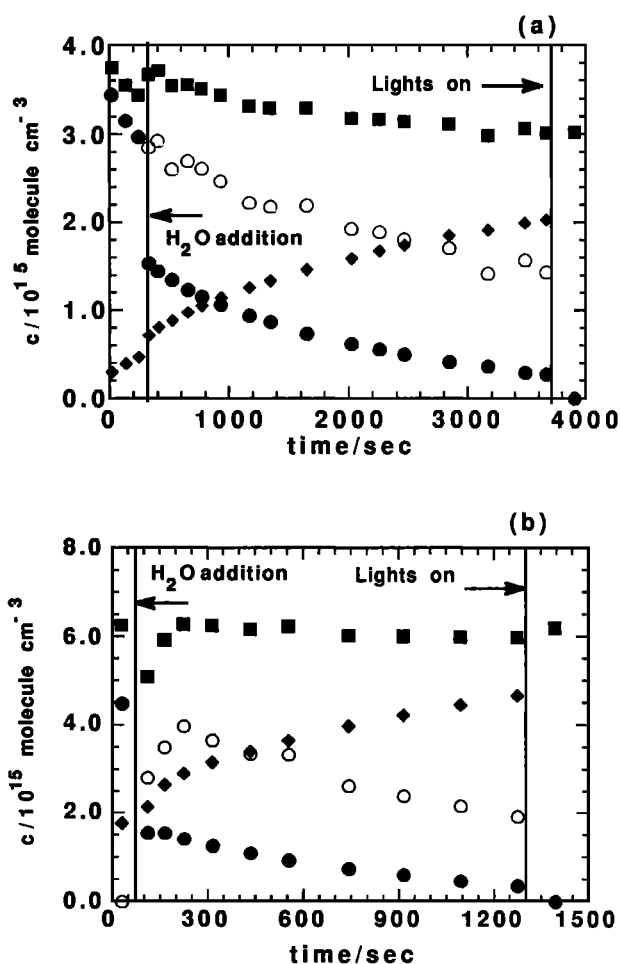 (a)
4.0
3.0
2.0
1.0
0.0
c/10^15 molecule cm^-3
Lights on
H2O addition
0 1000 2000 3000 4000
time/sec
(b)
8.0
6.0
4.0
2.0
0.0
c/10^15 molecule cm^-3
H2O addition
Lights on
0 300 600 900 1200 1500
time/sec